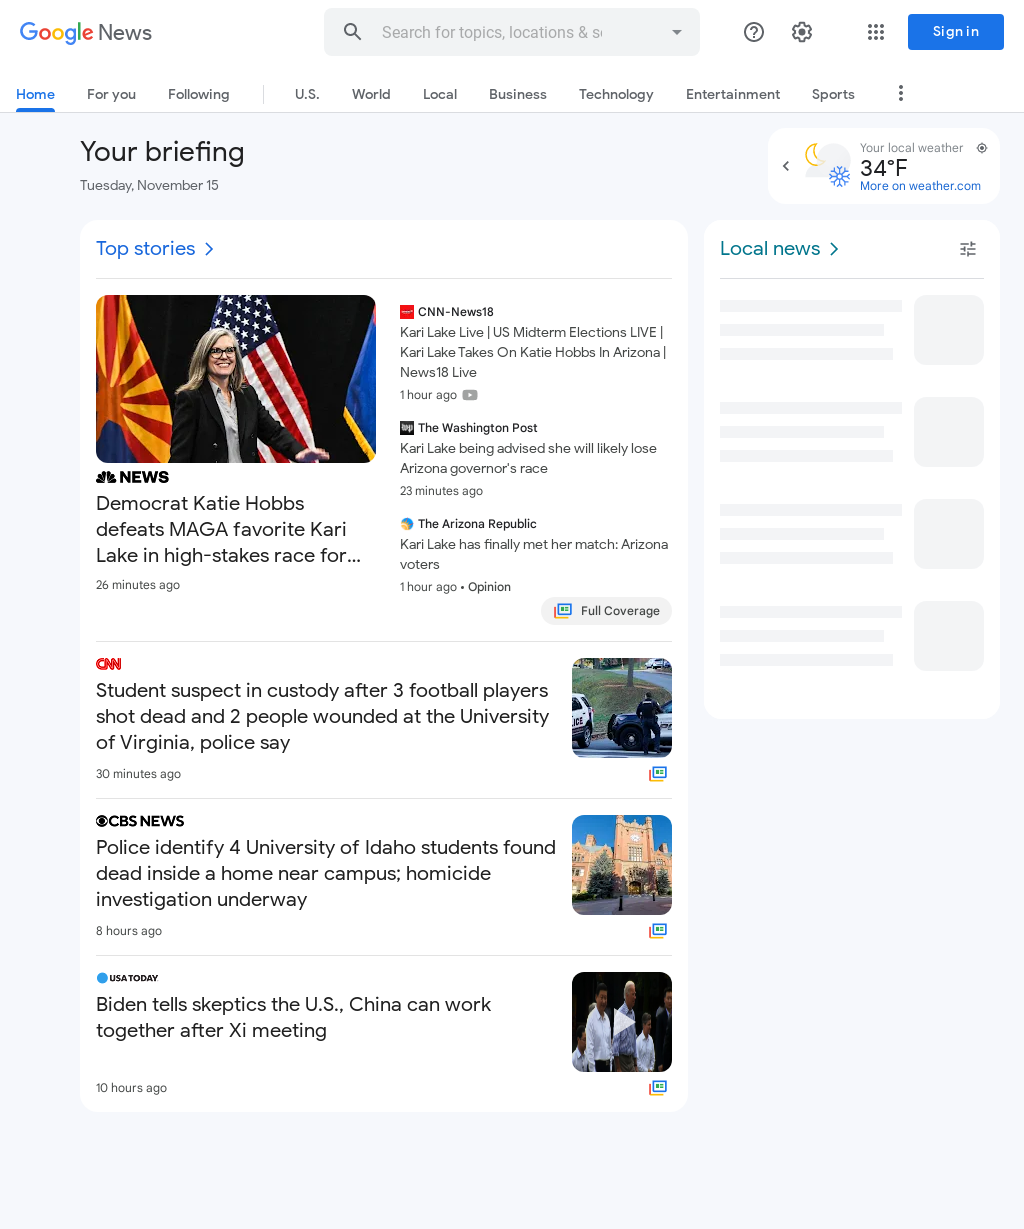 Google News
Search for topics, locations & so
Sign in
Home
For you
Following
U.S.
World
Local
Business
Technology
Entertainment
Sports
Your briefing
Tuesday, November 15
Your local weather
34°F
More on weather.com
Top stories
NEWS
Democrat Katie Hobbs
defeats MAGA favorite Kari
Lake in high-stakes race for...
26 minutes ago
CNN-News18
Kari Lake Live | US Midterm Elections LIVE |
Kari Lake Takes On Katie Hobbs In Arizona |
News18 Live
1 hour ago
The Washington Post
Kari Lake being advised she will likely lose
Arizona governor's race
23 minutes ago
The Arizona Republic
Kari Lake has finally met her match: Arizona
voters
1 hour ago • Opinion
Full Coverage
CNN
Student suspect in custody after 3 football players
shot dead and 2 people wounded at the University
of Virginia, police say
30 minutes ago
CBS NEWS
Police identify 4 University of Idaho students found
dead inside a home near campus; homicide
investigation underway
8 hours ago
USA TODAY
Biden tells skeptics the U.S., China can work
together after Xi meeting
10 hours ago
Local news